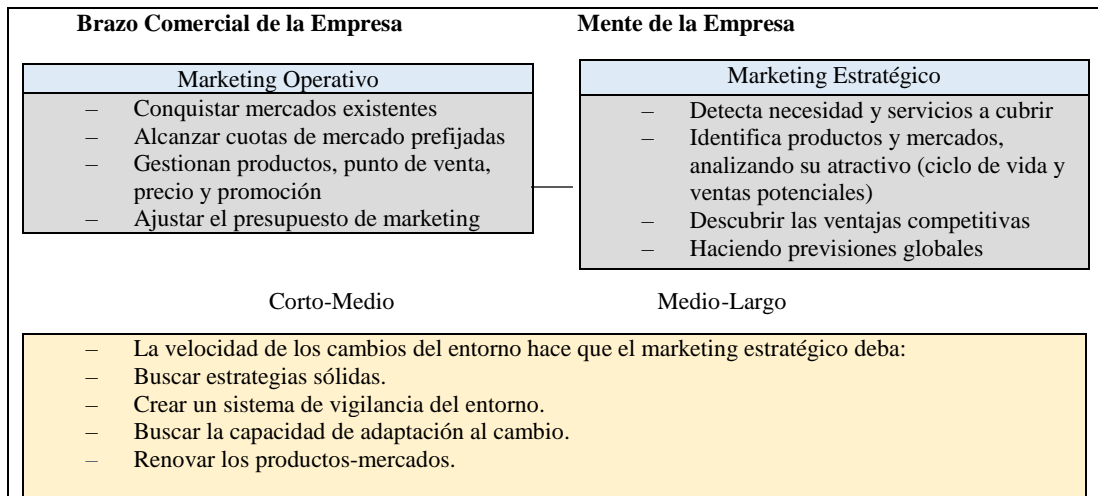 Brazo Comercial de la Empresa
Mente de la Empresa
Marketing Operativo
– Conquistar mercados existentes
– Alcanzar cuotas de mercado prefijadas
– Gestionan productos, punto de venta,
precio y promoción
– Ajustar el presupuesto de marketing
Marketing Estratégico
– Detecta necesidad y servicios a cubrir
– Identifica productos y mercados,
analizando su atractivo (ciclo de vida y
ventas potenciales)
– Descubrir las ventajas competitivas
– Haciendo previsiones globales
Corto-Medio
Medio-Largo
– La velocidad de los cambios del entorno hace que el marketing estratégico deba:
– Buscar estrategias sólidas.
– Crear un sistema de vigilancia del entorno.
– Buscar la capacidad de adaptación al cambio.
– Renovar los productos-mercados.